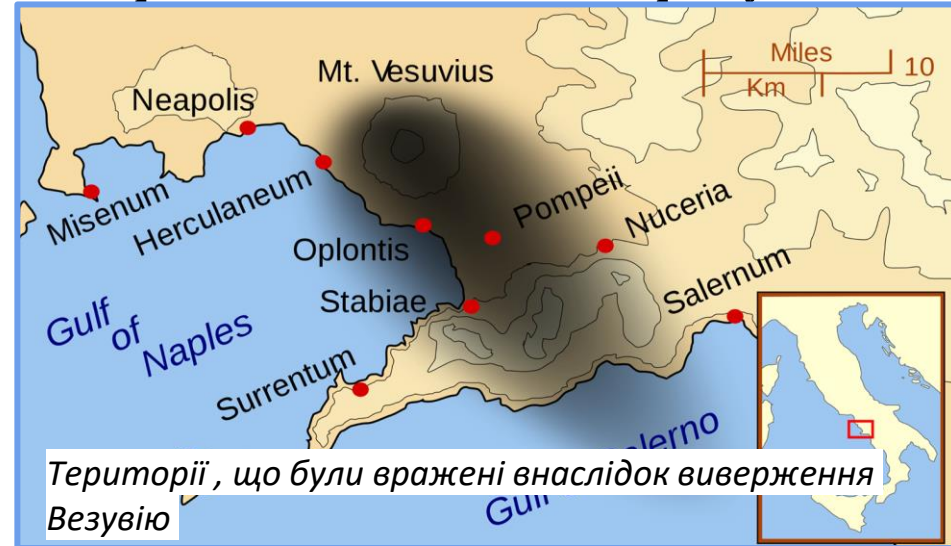 Mt. Vesuvius
Miles
10
Km
Neapolis
Misenum
Herculaneum
Pompeii
Nuceria
Oplontis
Stabiae
Salernum
Gulf
of
Naples
Surrentum
Gulf
Території , що були вражені внаслідок виверження
Везувію